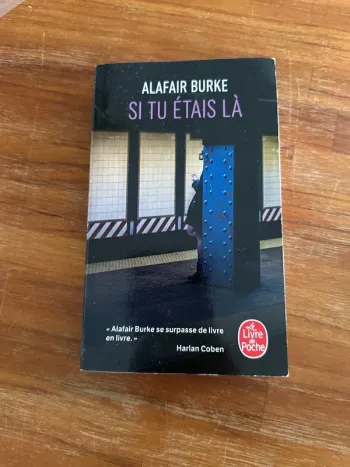 ALAFAIR BURKE
SI TU ÉTAIS LÀ
« Alafair Burke se surpasse de livre
en livre. »
Harlan Coben
Le
Livre
de
Poche